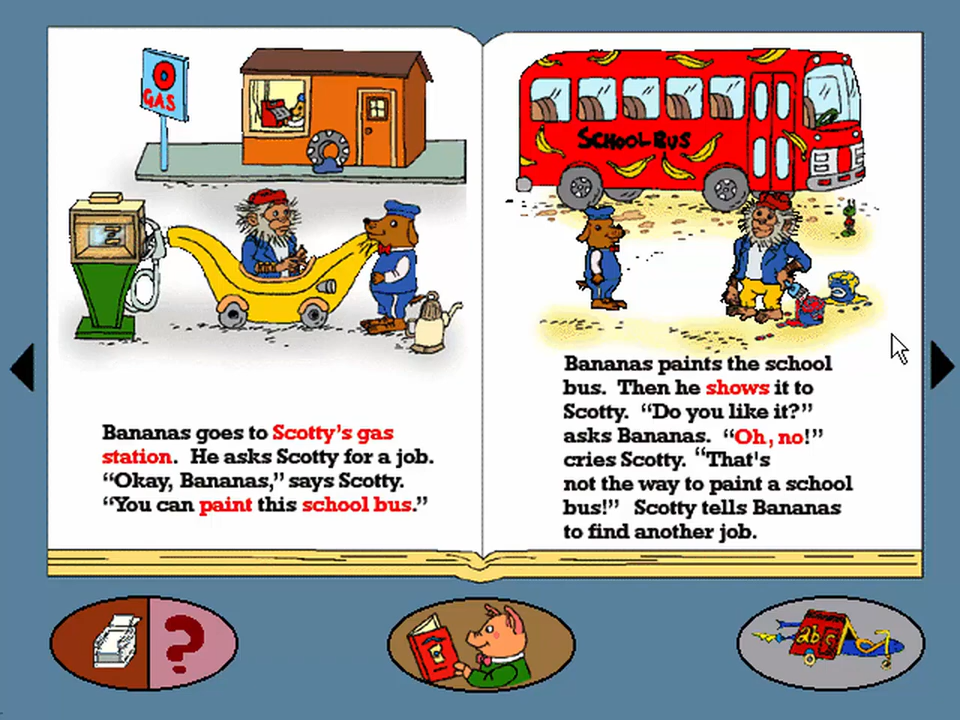 GAS
Bananas goes to Scotty's gas
station. He asks Scotty for a job.
"Okay, Bananas," says Scotty.
"You can paint this school bus."
SCHOOL BUS
Bananas paints the school
bus. Then he shows it to
Scotty. "Do you like it?"
asks Bananas. "Oh, no!"
cries Scotty. "That's
not the way to paint a school
bus!" Scotty tells Bananas
to find another job.
?